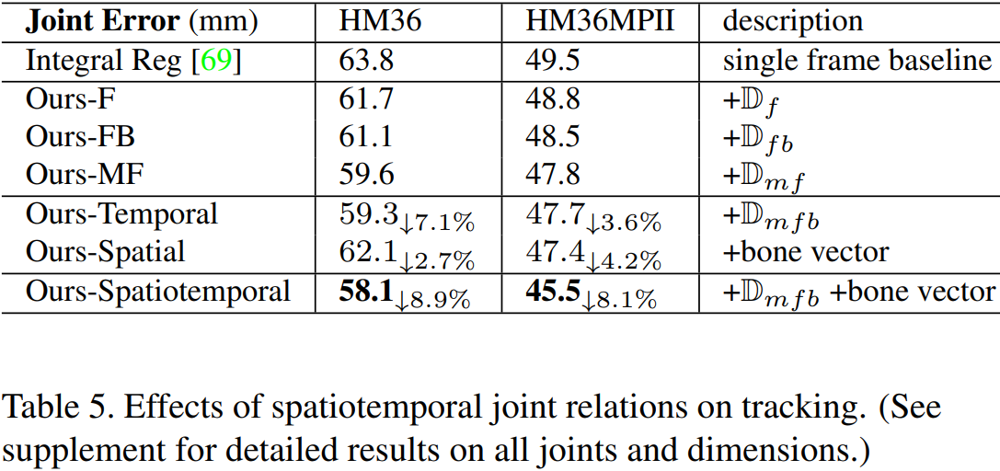 Joint Error (mm) HM36 HM36MPII description
Integral Reg [69] 63.8 49.5 single frame baseline
Ours-F 61.7 48.8 +𝔻f
Ours-FB 61.1 48.5 +𝔻fb
Ours-MF 59.6 47.8 +𝔻mf
Ours-Temporal 59.3↓7.1% 47.7↓3.6% +𝔻mfb
Ours-Spatial 62.1↓2.7% 47.4↓4.2% +bone vector
Ours-Spatiotemporal 58.1↓8.9% 45.5↓8.1% +𝔻mfb +bone vector
Table 5. Effects of spatiotemporal joint relations on tracking. (See
supplement for detailed results on all joints and dimensions.)